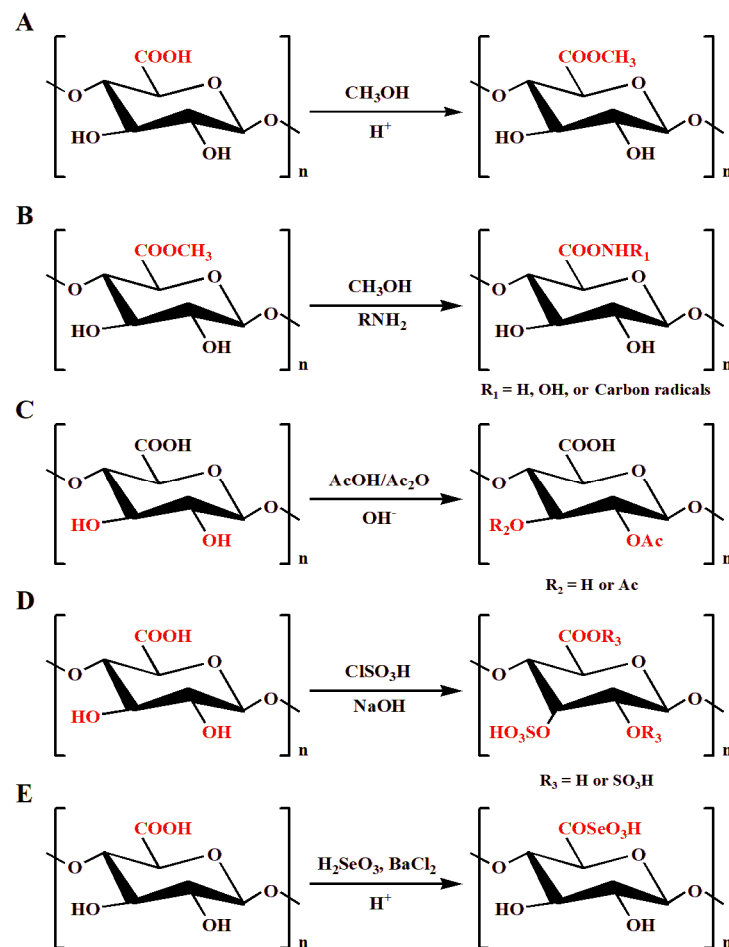 A
COOH
O
O
HO
OH
O
n
CH₃OH
H⁺
COOCH₃
O
O
HO
OH
O
n
B
COOCH₃
O
O
HO
OH
O
n
CH₃OH
RNH₂
COONHR₁
O
O
HO
OH
O
n
R₁ = H, OH, or Carbon radicals
C
COOH
O
O
HO
OH
O
n
AcOH/Ac₂O
OH⁻
COOH
O
O
R₂O
OAc
O
n
R₂ = H or Ac
D
COOH
O
O
HO
OH
O
n
ClSO₃H
NaOH
COOR₃
O
O
HO₃SO
OR₃
O
n
R₃ = H or SO₃H
E
COOH
O
O
HO
OH
O
n
H₂SeO₃, BaCl₂
H⁺
COSeO₃H
O
O
HO
OH
O
n